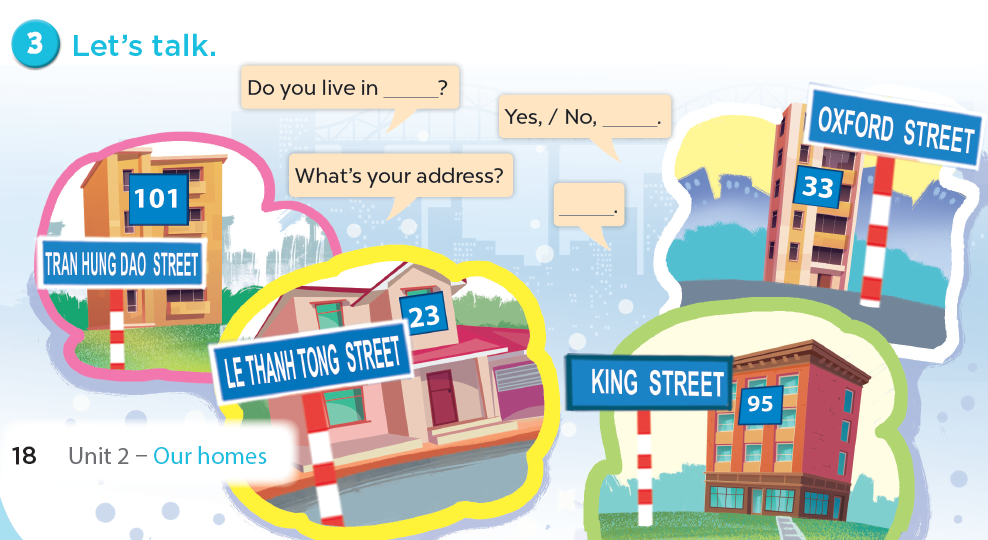 3 Let's talk.
Do you live in _____?
Yes, / No, _____.
What's your address?
_____.
101
TRAN HUNG DAO STREET
23
LE THANH TONG STREET
OXFORD STREET
33
KING STREET
95
18 Unit 2 – Our homes